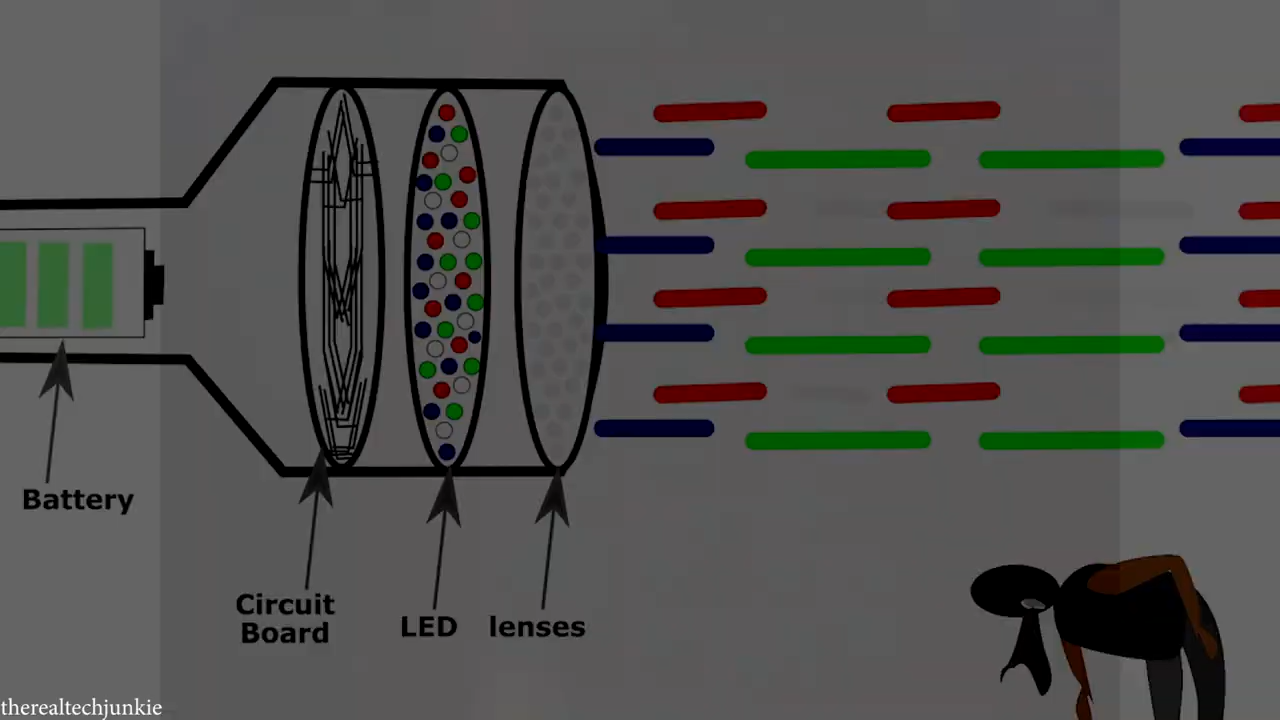 Battery
Circuit
Board
LED
lenses
therealtechjunkie